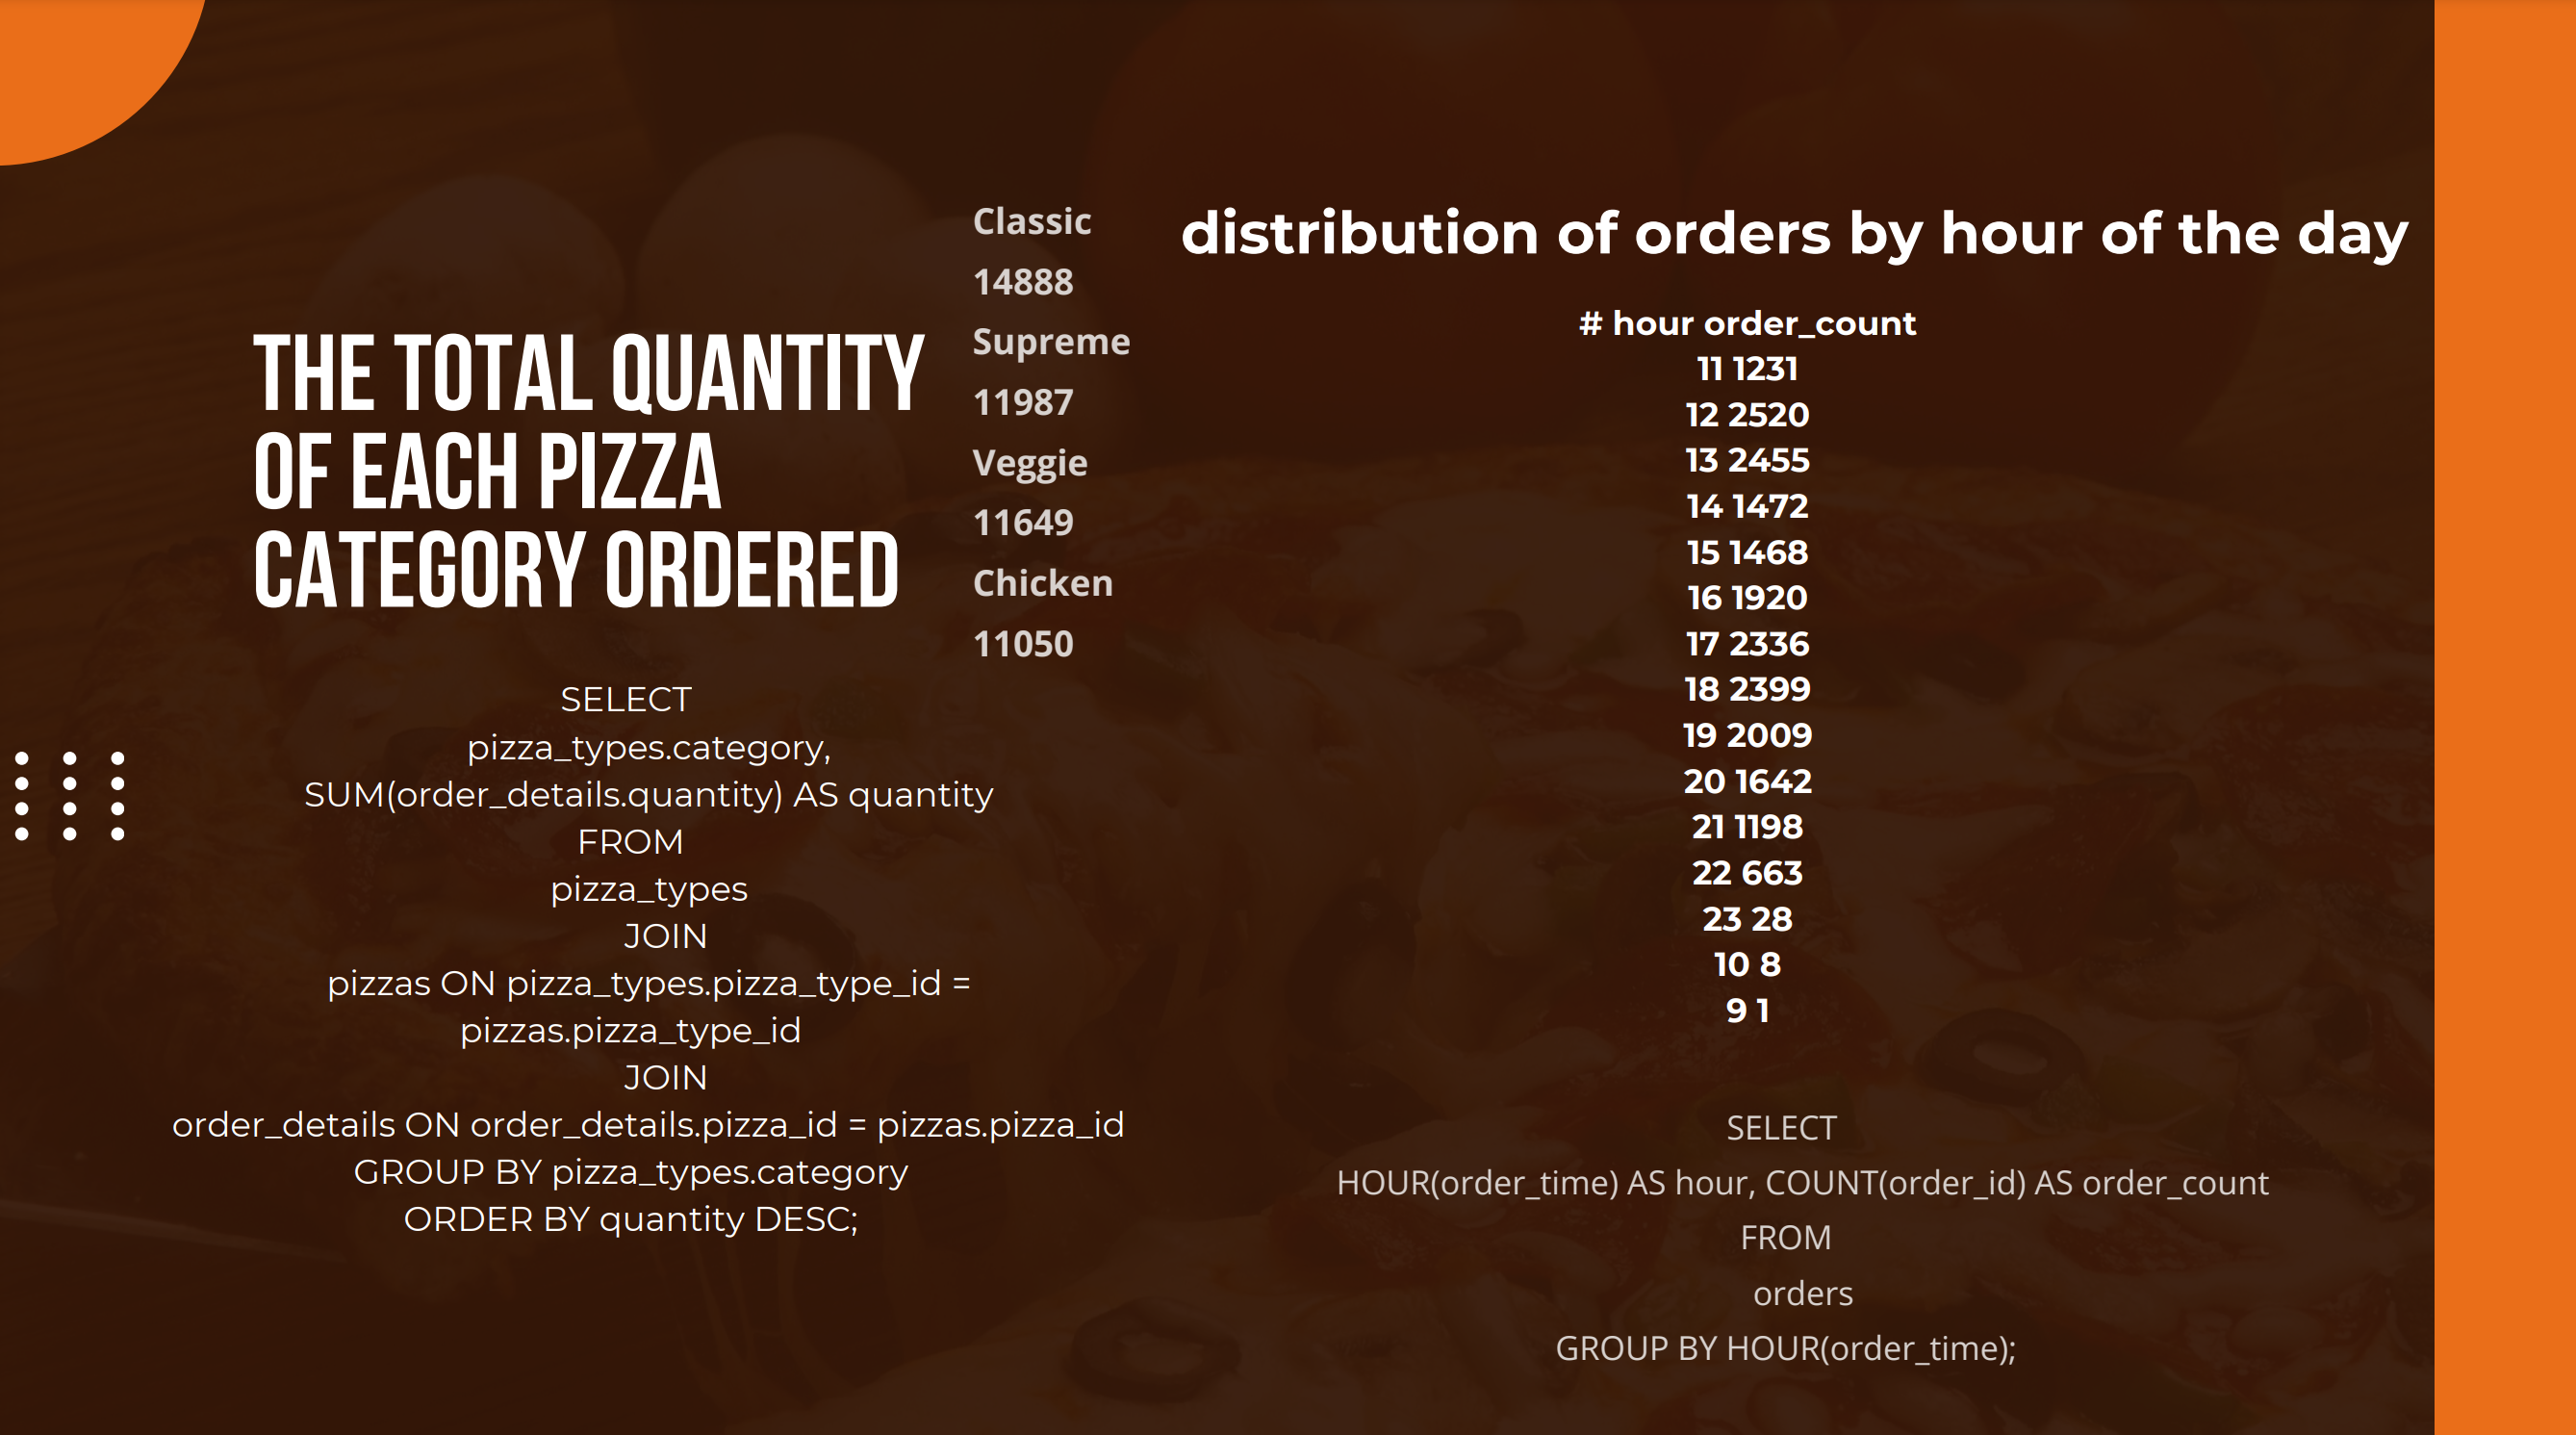 THE TOTAL QUANTITY
OF EACH PIZZA
CATEGORY ORDERED
Classic
14888
Supreme
11987
Veggie
11649
Chicken
11050
SELECT
pizza_types.category,
SUM(order_details.quantity) AS quantity
FROM
pizza_types
JOIN
pizzas ON pizza_types.pizza_type_id =
pizzas.pizza_type_id
JOIN
order_details ON order_details.pizza_id = pizzas.pizza_id
GROUP BY pizza_types.category
ORDER BY quantity DESC;
distribution of orders by hour of the day
# hour order_count
11 1231
12 2520
13 2455
14 1472
15 1468
16 1920
17 2336
18 2399
19 2009
20 1642
21 1198
22 663
23 28
10 8
9 1
SELECT
HOUR(order_time) AS hour, COUNT(order_id) AS order_count
FROM
orders
GROUP BY HOUR(order_time);